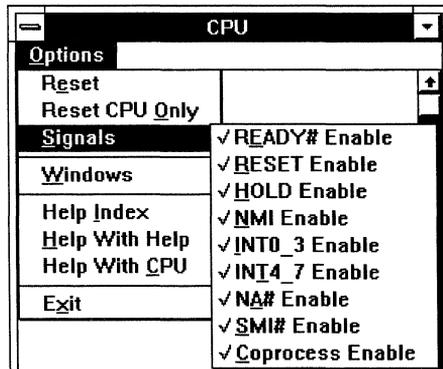 CPU
Options
Reset
Reset CPU Only
Signals
Windows
Help Index
Help With Help
Help With CPU
Exit
√ READY# Enable
√ RESET Enable
√ HOLD Enable
√ NMI Enable
√ INT0_3 Enable
√ INT4_7 Enable
√ NA# Enable
√ SMI# Enable
√ Coprocess Enable